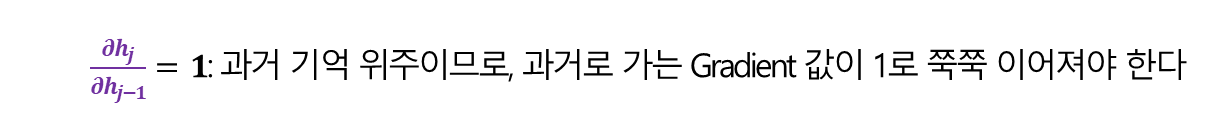 ∂hⱼ/∂hⱼ₋₁ = 1: 과거 기억 위주이므로, 과거로 가는 Gradient 값이 1로 쭉쭉 이어져야 한다